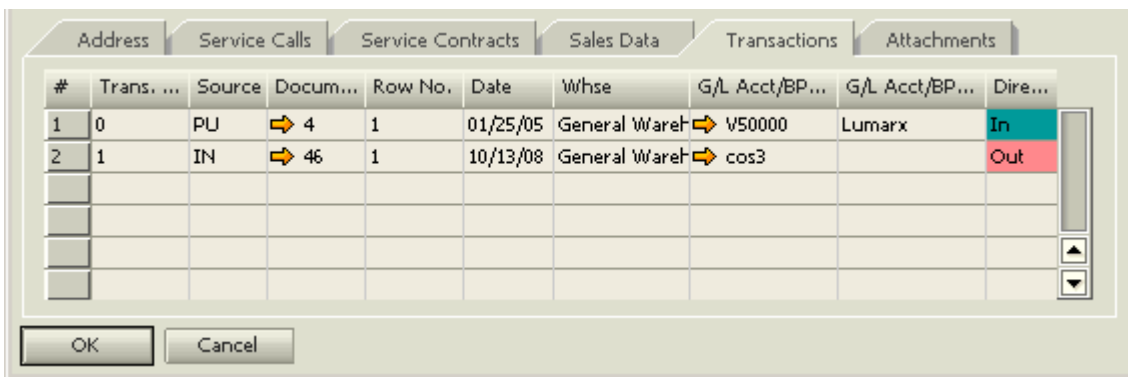 Address Service Calls Service Contracts Sales Data Transactions Attachments
# Trans. ... Source Docum... Row No. Date Whse G/L Acct/BP... G/L Acct/BP... Dire...
1 0 PU 4 1 01/25/05 General Wareh V50000 Lumarx In
2 1 IN 46 1 10/13/08 General Wareh cos3 Out
OK Cancel